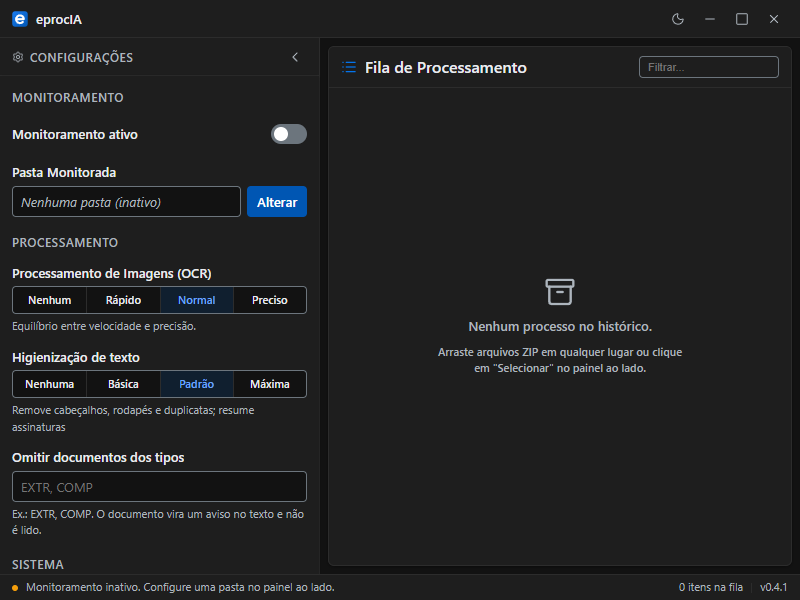 eprocIA
CONFIGURAÇÕES
MONITORAMENTO
Monitoramento ativo
Pasta Monitorada
Nenhuma pasta (inativo)
Alterar
PROCESSAMENTO
Processamento de Imagens (OCR)
Nenhum Rápido Normal Preciso
Equilíbrio entre velocidade e precisão.
Higienização de texto
Nenhuma Básica Padrão Máxima
Remove cabeçalhos, rodapés e duplicatas; resume
assinaturas
Omitir documentos dos tipos
EXTR, COMP
Ex.: EXTR, COMP. O documento vira um aviso no texto e não
é lido.
SISTEMA
Fila de Processamento
Filtrar...
Nenhum processo no histórico.
Arraste arquivos ZIP em qualquer lugar ou clique
em "Selecionar" no painel ao lado.
Monitoramento inativo. Configure uma pasta no painel ao lado.
0 itens na fila
v0.4.1